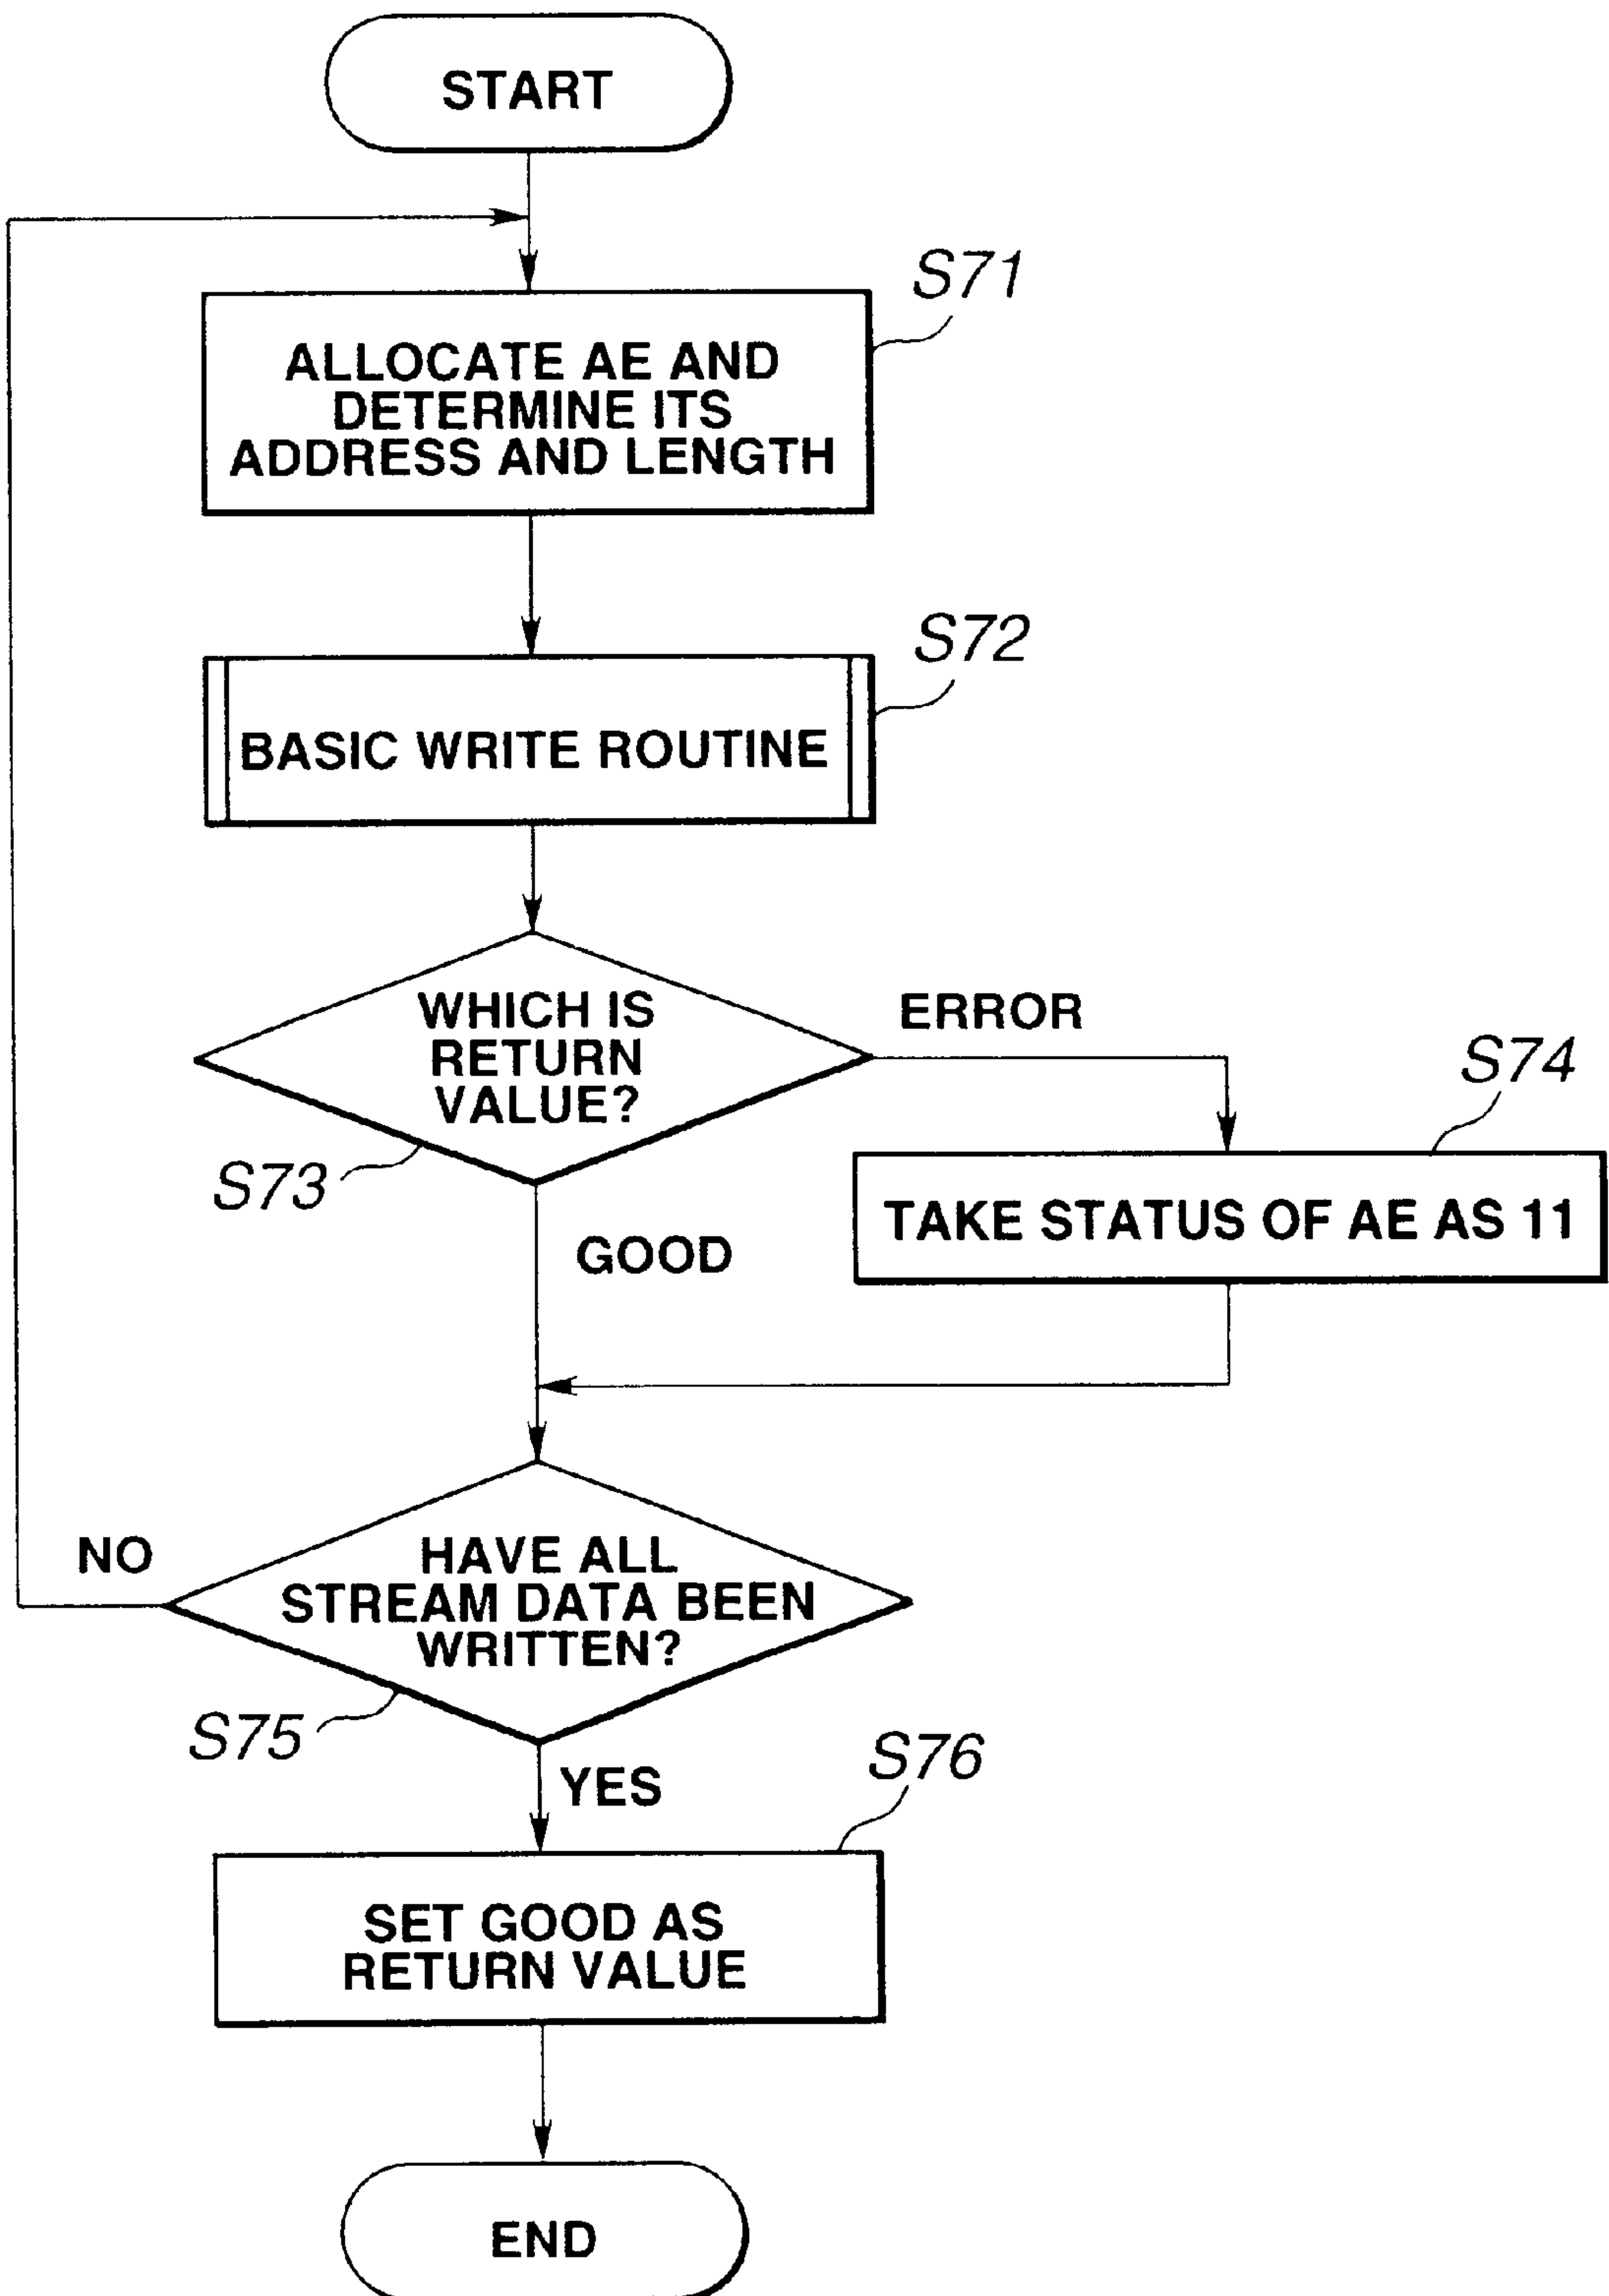 START
S71
ALLOCATE AE AND
DETERMINE ITS
ADDRESS AND LENGTH
S72
BASIC WRITE ROUTINE
WHICH IS
RETURN
VALUE?
ERROR
S73
S74
TAKE STATUS OF AE AS 11
GOOD
NO
HAVE ALL
STREAM DATA BEEN
WRITTEN?
S75
YES
S76
SET GOOD AS
RETURN VALUE
END